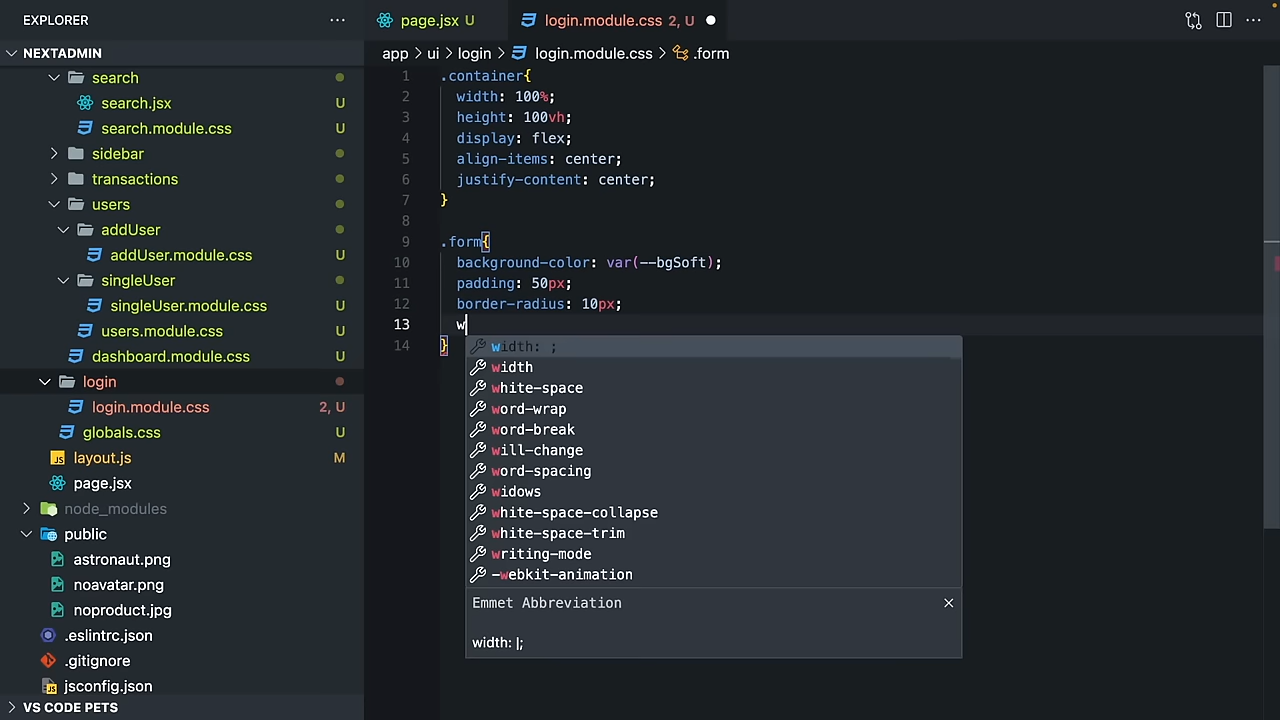 EXPLORER
NEXTADMIN
search
search.jsx U
search.module.css U
sidebar
transactions
users
addUser
addUser.module.css U
singleUser
singleUser.module.css U
users.module.css U
dashboard.module.css U
login
login.module.css 2, U
globals.css U
layout.js M
page.jsx
node_modules
public
astronaut.png
noavatar.png
noproduct.jpg
.eslintrc.json
.gitignore
jsconfig.json
VS CODE PETS
page.jsx U
login.module.css 2, U
app > ui > login > login.module.css > .form
1 .container{
2 width: 100%;
3 height: 100vh;
4 display: flex;
5 align-items: center;
6 justify-content: center;
7 }
8
9 .form{
10 background-color: var(--bgSoft);
11 padding: 50px;
12 border-radius: 10px;
13 w
14 }
width: ;
width
white-space
word-wrap
word-break
will-change
word-spacing
widows
white-space-collapse
white-space-trim
writing-mode
-webkit-animation
Emmet Abbreviation
width: |;